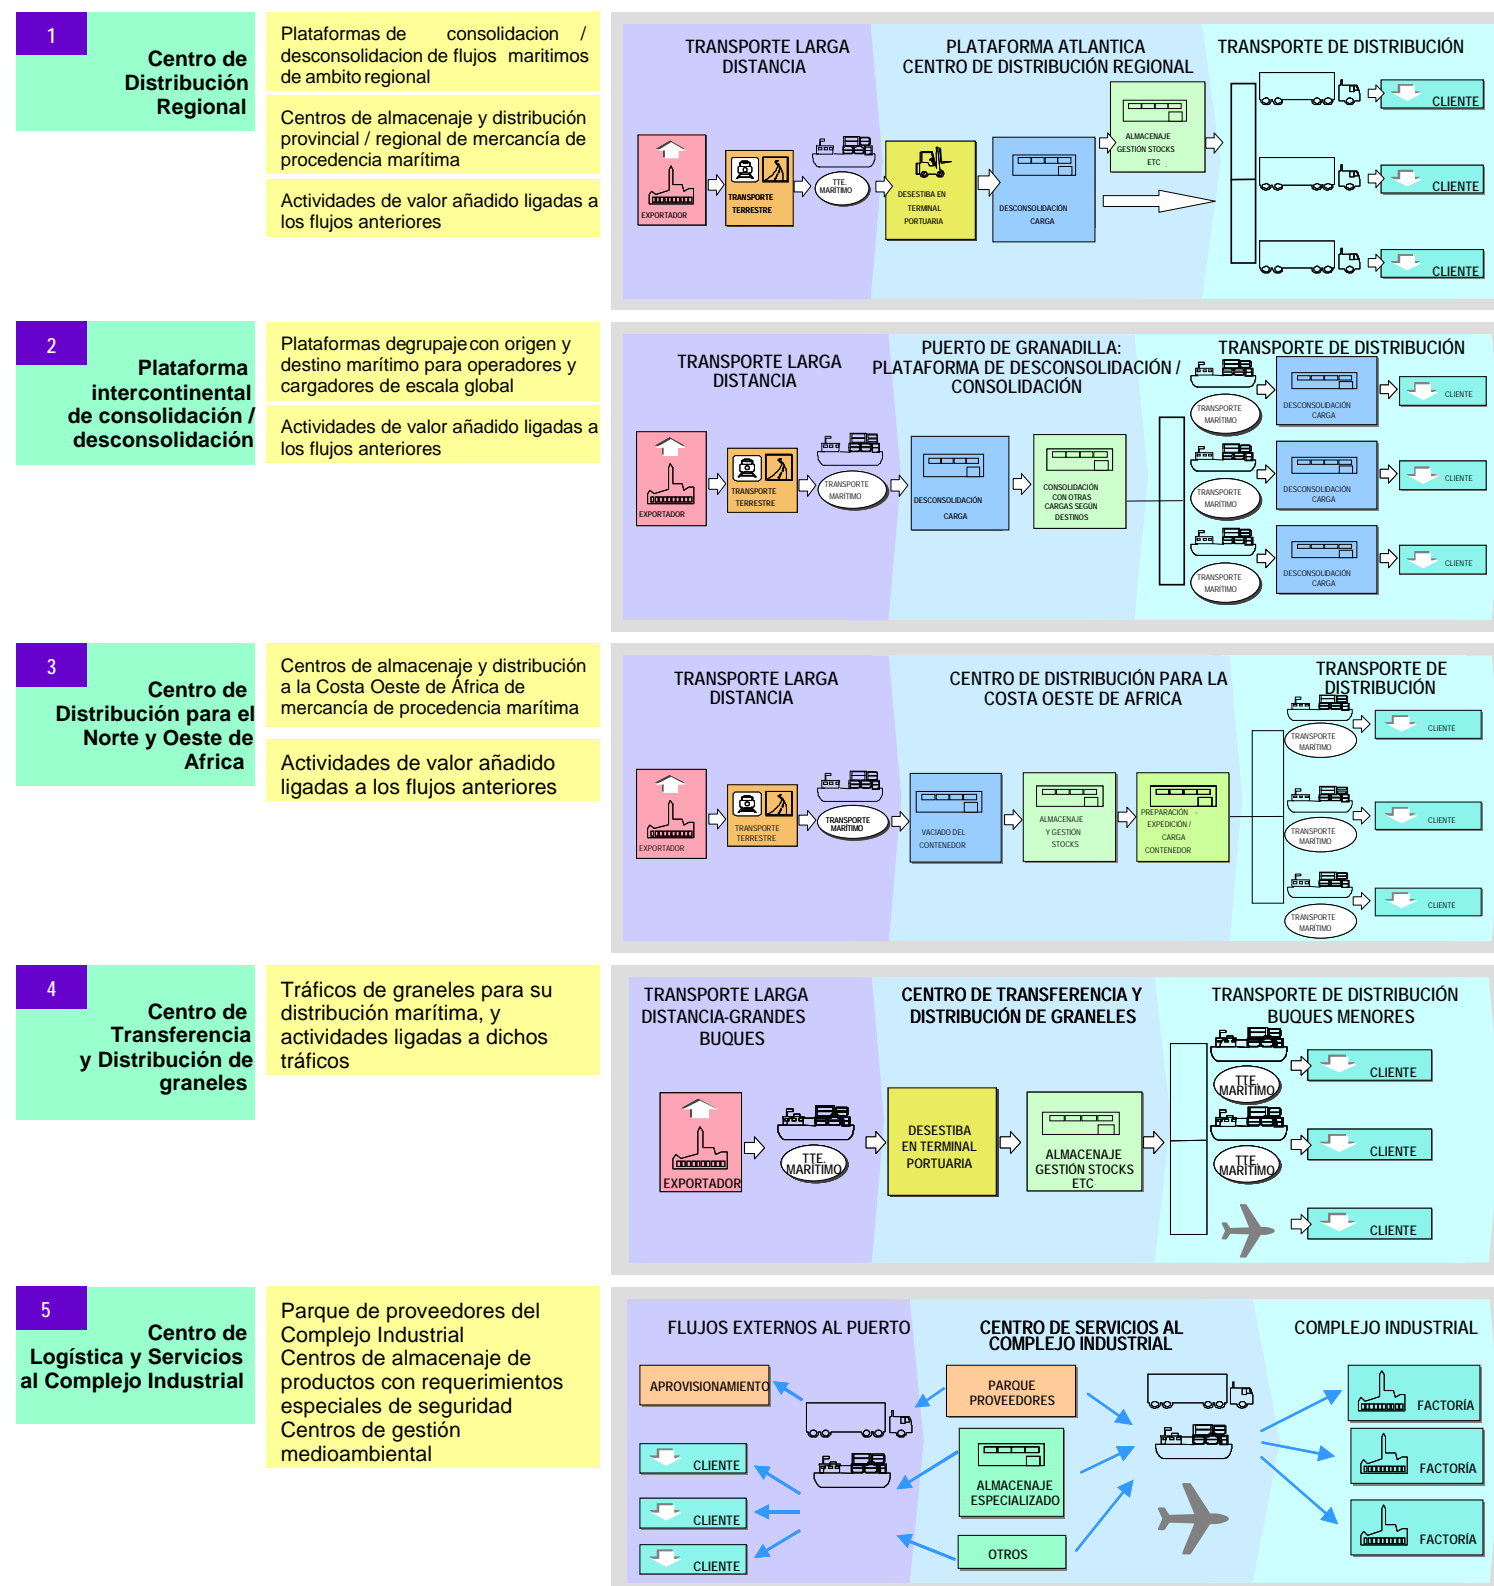 1
Centro de
Distribución
Regional
Plataformas de consolidacion /
desconsolidacion de flujos maritimos
de ambito regional
Centros de almacenaje y distribución
provincial / regional de mercancía de
procedencia marítima
Actividades de valor añadido ligadas a
los flujos anteriores
TRANSPORTE LARGA
DISTANCIA
PLATAFORMA ATLANTICA
CENTRO DE DISTRIBUCIÓN REGIONAL
TRANSPORTE DE DISTRIBUCIÓN
EXPORTADOR
TRANSPORTE
TERRESTRE
TTE.
MARÍTIMO
DESESTIBA EN
TERMINAL
PORTUARIA
DESCONSOLIDACIÓN
CARGA
ALMACENAJE
GESTIÓN STOCKS
ETC
CLIENTE
CLIENTE
CLIENTE
2
Plataforma
intercontinental
de consolidación /
desconsolidación
Plataformas degrupaje con origen y
destino marítimo para operadores y
cargadores de escala global
Actividades de valor añadido ligadas a
los flujos anteriores
TRANSPORTE LARGA
DISTANCIA
PUERTO DE GRANADILLA:
PLATAFORMA DE DESCONSOLIDACIÓN /
CONSOLIDACIÓN
TRANSPORTE DE DISTRIBUCIÓN
EXPORTADOR
TRANSPORTE
TERRESTRE
TRANSPORTE
MARÍTIMO
DESCONSOLIDACIÓN
CARGA
CONSOLIDACIÓN
CON OTRAS
CARGAS SEGÚN
DESTINOS
TRANSPORTE
MARÍTIMO
DESCONSOLIDACIÓN
CARGA
CLIENTE
TRANSPORTE
MARÍTIMO
DESCONSOLIDACIÓN
CARGA
CLIENTE
TRANSPORTE
MARÍTIMO
DESCONSOLIDACIÓN
CARGA
CLIENTE
3
Centro de
Distribución para el
Norte y Oeste de
Africa
Centros de almacenaje y distribución
a la Costa Oeste de África de
mercancía de procedencia marítima
Actividades de valor añadido
ligadas a los flujos anteriores
TRANSPORTE LARGA
DISTANCIA
CENTRO DE DISTRIBUCIÓN PARA LA
COSTA OESTE DE AFRICA
TRANSPORTE DE
DISTRIBUCIÓN
EXPORTADOR
TRANSPORTE
TERRESTRE
TRANSPORTE
MARÍTIMO
VACIADO DEL
CONTENEDOR
ALMACENAJE
Y GESTIÓN
STOCKS
PREPARACIÓN -
EXPEDICIÓN /
CARGA
CONTENEDOR
TRANSPORTE
MARÍTIMO
CLIENTE
TRANSPORTE
MARÍTIMO
CLIENTE
TRANSPORTE
MARÍTIMO
CLIENTE
4
Centro de
Transferencia
y Distribución de
graneles
Tráficos de graneles para su
distribución marítima, y
actividades ligadas a dichos
tráficos
TRANSPORTE LARGA
DISTANCIA-GRANDES
BUQUES
CENTRO DE TRANSFERENCIA Y
DISTRIBUCIÓN DE GRANELES
TRANSPORTE DE DISTRIBUCIÓN
BUQUES MENORES
EXPORTADOR
TTE.
MARÍTIMO
DESESTIBA
EN TERMINAL
PORTUARIA
ALMACENAJE
GESTIÓN STOCKS
ETC
TTE.
MARÍTIMO
CLIENTE
TTE.
MARÍTIMO
CLIENTE
CLIENTE
5
Centro de
Logística y Servicios
al Complejo Industrial
Parque de proveedores del
Complejo Industrial
Centros de almacenaje de
productos con requerimientos
especiales de seguridad
Centros de gestión
medioambiental
FLUJOS EXTERNOS AL PUERTO
CENTRO DE SERVICIOS AL
COMPLEJO INDUSTRIAL
COMPLEJO INDUSTRIAL
APROVISIONAMIENTO
CLIENTE
CLIENTE
CLIENTE
PARQUE
PROVEEDORES
ALMACENAJE
ESPECIALIZADO
OTROS
FACTORÍA
FACTORÍA
FACTORÍA